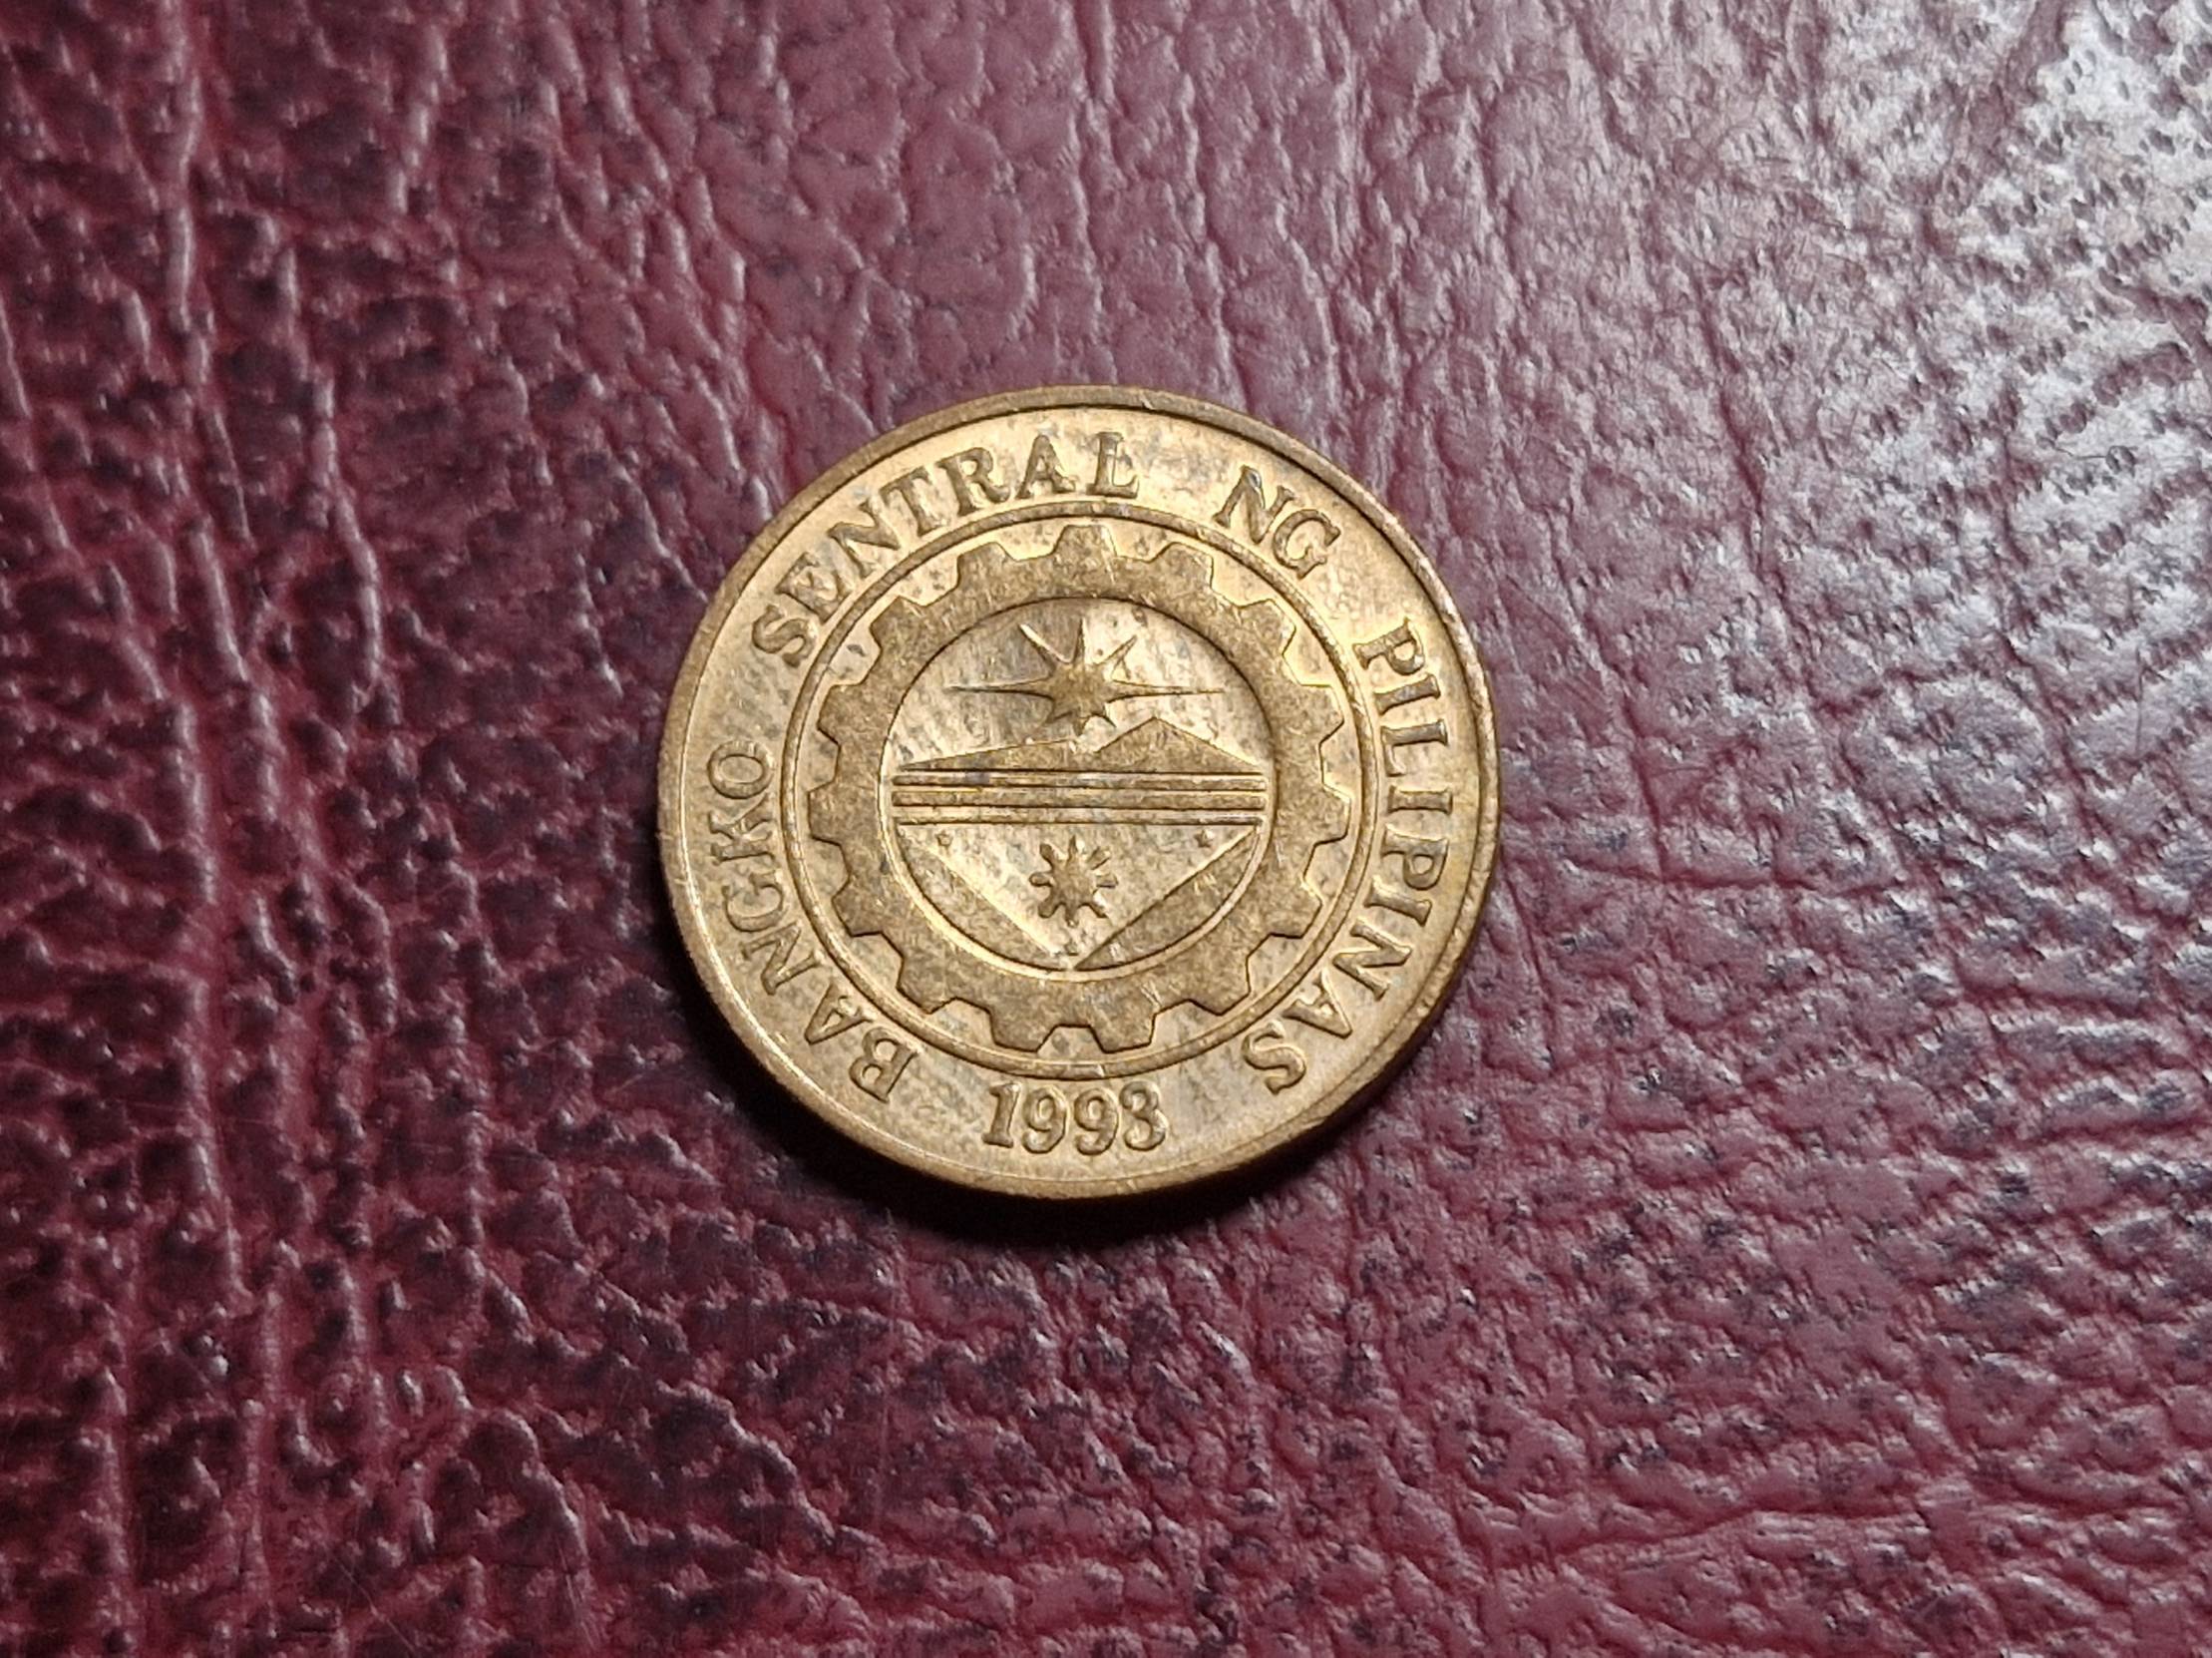 BANGKO SENTRAL NG PILIPINAS
1993